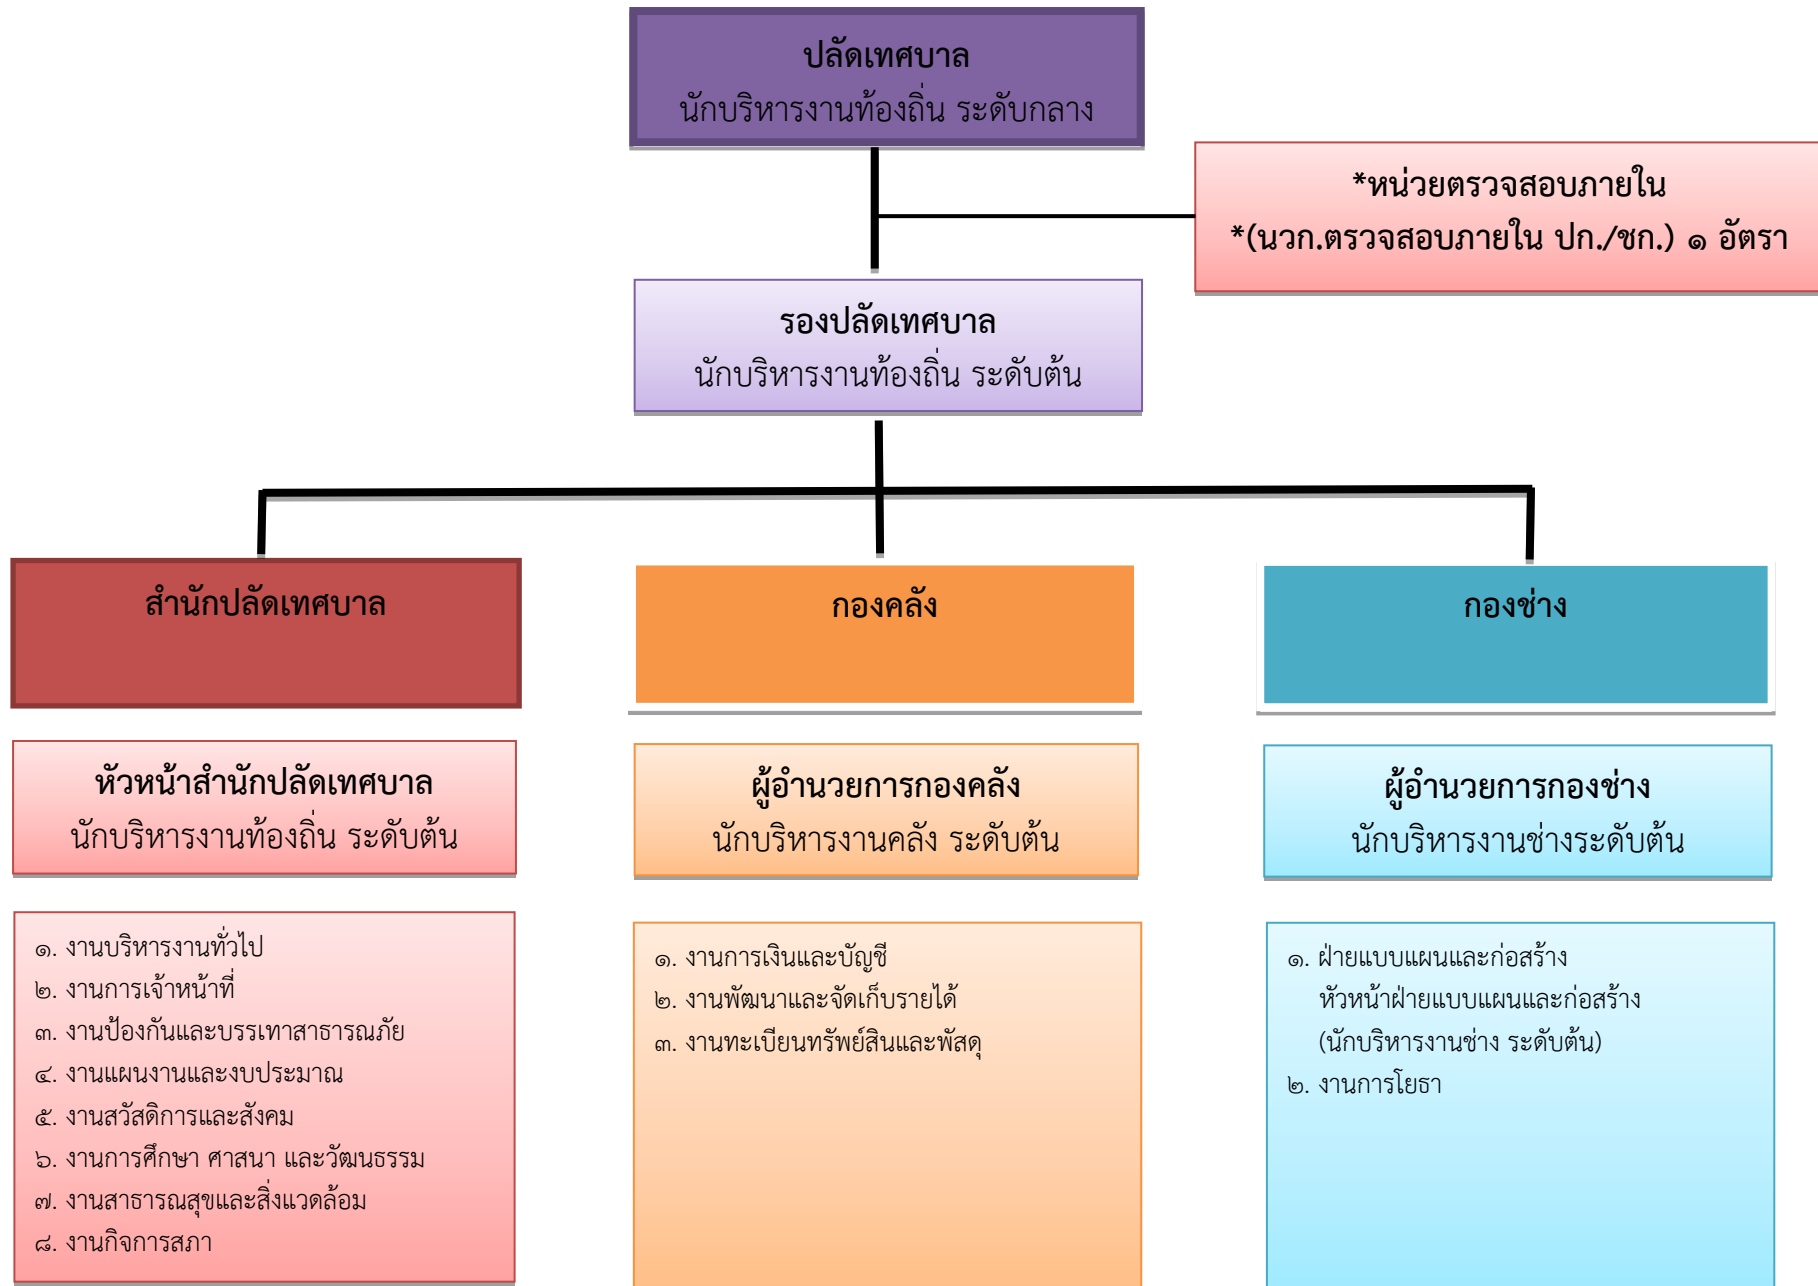 ปลัดเทศบาล
นักบริหารงานท้องถิ่น ระดับกลาง
*หน่วยตรวจสอบภายใน
*(นวก.ตรวจสอบภายใน ปก./ชก.) ๑ อัตรา
รองปลัดเทศบาล
นักบริหารงานท้องถิ่น ระดับต้น
สำนักปลัดเทศบาล
กองคลัง
กองช่าง
หัวหน้าสำนักปลัดเทศบาล
นักบริหารงานท้องถิ่น ระดับต้น
ผู้อำนวยการกองคลัง
นักบริหารงานคลัง ระดับต้น
ผู้อำนวยการกองช่าง
นักบริหารงานช่างระดับต้น
๑. งานบริหารงานทั่วไป
๒. งานการเจ้าหน้าที่
๓. งานป้องกันและบรรเทาสาธารณภัย
๔. งานแผนงานและงบประมาณ
๕. งานสวัสดิการและสังคม
๖. งานการศึกษา ศาสนา และวัฒนธรรม
๗. งานสาธารณสุขและสิ่งแวดล้อม
๘. งานกิจการสภา
๑. งานการเงินและบัญชี
๒. งานพัฒนาและจัดเก็บรายได้
๓. งานทะเบียนทรัพย์สินและพัสดุ
๑. ฝ่ายแบบแผนและก่อสร้าง
หัวหน้าฝ่ายแบบแผนและก่อสร้าง
(นักบริหารงานช่าง ระดับต้น)
๒. งานการโยธา